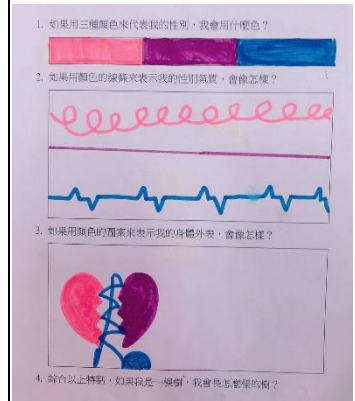 1. 如果用三種顏色來代表我的性別，我會用什麼色？
2. 如果用顏色的線條來表示我的性別氣質，會像怎樣？
3. 如果用顏色的圖案來表示我的身體外表，會像怎樣？
4. 綜合以上特點，如果我是一棵樹，我會長怎麼樣的樹？